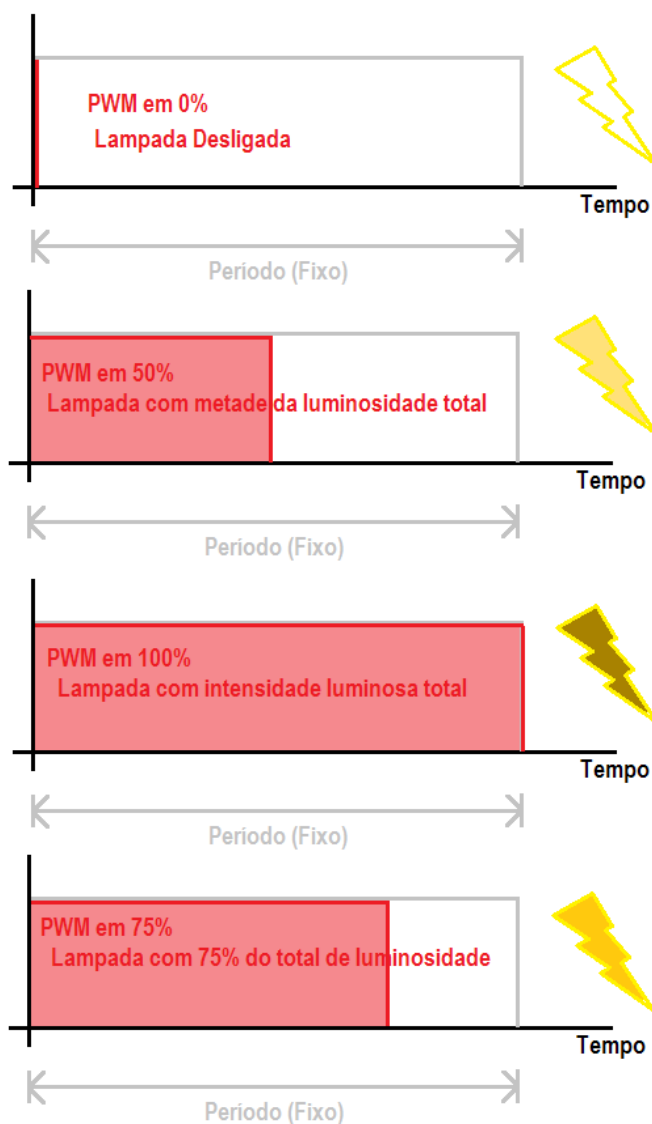 PWM em 0%
Lampada Desligada
Tempo
Período (Fixo)
PWM em 50%
Lampada com metade da luminosidade total
Tempo
Período (Fixo)
PWM em 100%
Lampada com intensidade luminosa total
Tempo
Período (Fixo)
PWM em 75%
Lampada com 75% do total de luminosidade
Tempo
Período (Fixo)